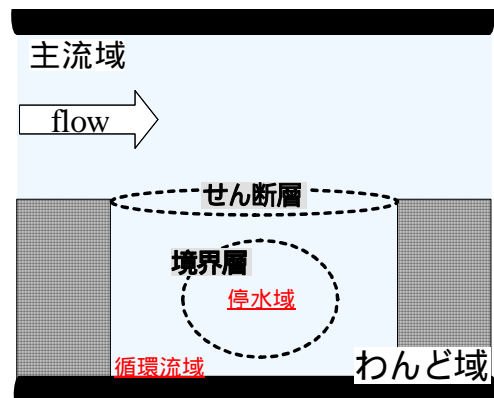 主流域
flow
せん断層
境界層
停水域
循環流域
わんど域